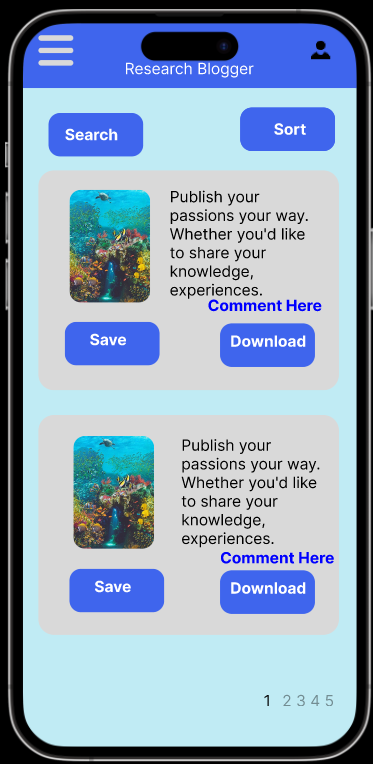 Research Blogger
Search
Sort
Publish your
passions your way.
Whether you'd like
to share your
knowledge,
experiences.
Comment Here
Save
Download
Publish your
passions your way.
Whether you'd like
to share your
knowledge,
experiences.
Comment Here
Save
Download
1 2 3 4 5